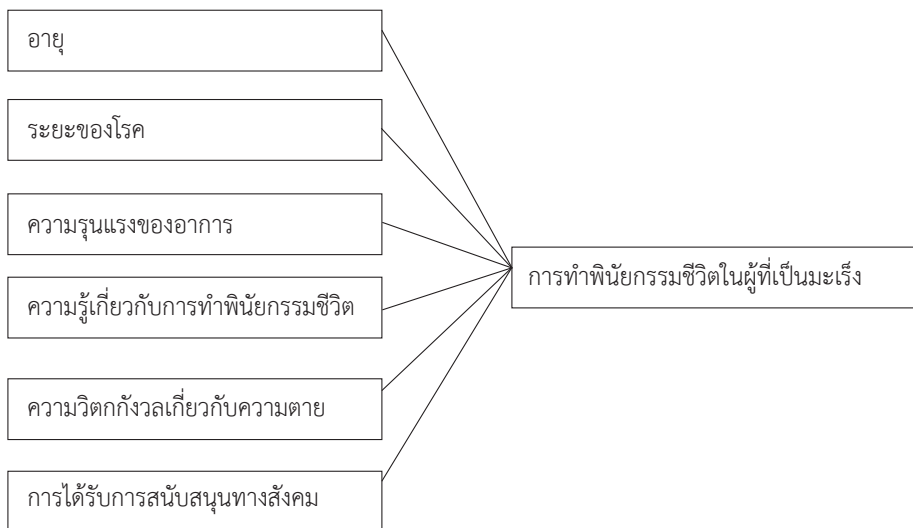 อายุ
ระยะของโรค
ความรุนแรงของอาการ
การทำพินัยกรรมชีวิตในผู้ที่เป็นมะเร็ง
ความรู้เกี่ยวกับการทำพินัยกรรมชีวิต
ความวิตกกังวลเกี่ยวกับความตาย
การได้รับการสนับสนุนทางสังคม